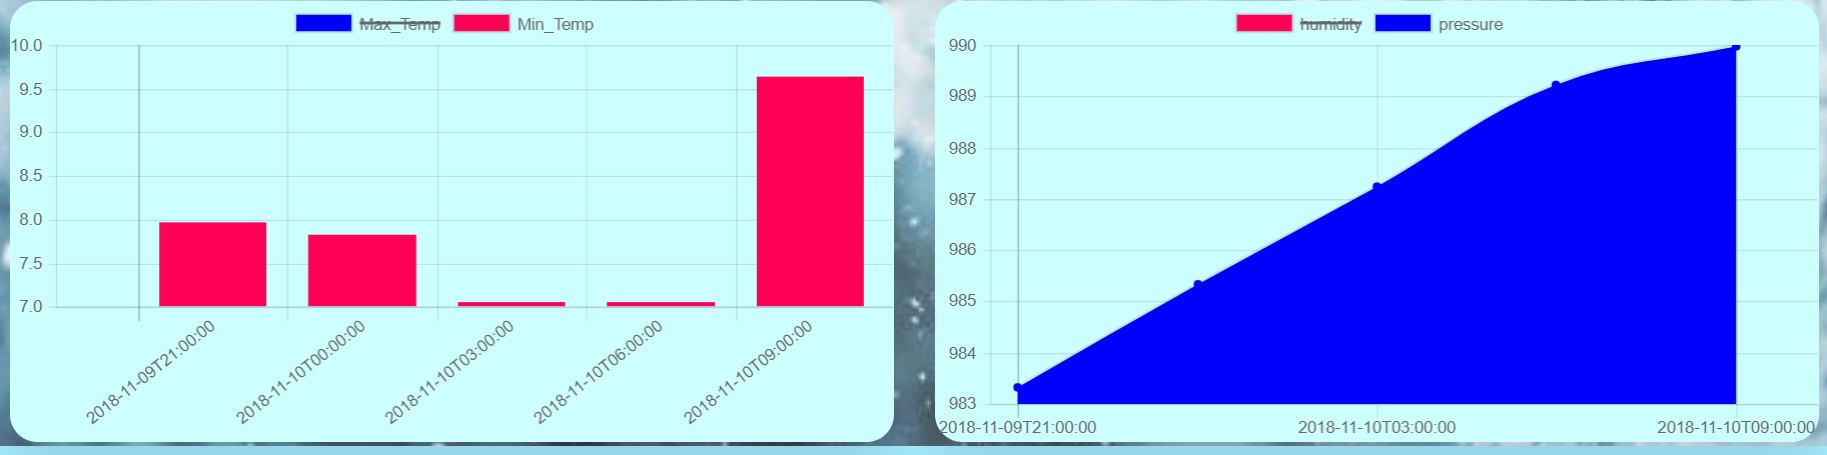 Max_Temp Min_Temp
10.0
9.5
9.0
8.5
8.0
7.5
7.0
2018-11-09T21:00:00
2018-11-10T00:00:00
2018-11-10T03:00:00
2018-11-10T06:00:00
2018-11-10T09:00:00
humidity pressure
990
989
988
987
986
985
984
983
2018-11-09T21:00:00 2018-11-10T03:00:00 2018-11-10T09:00:00